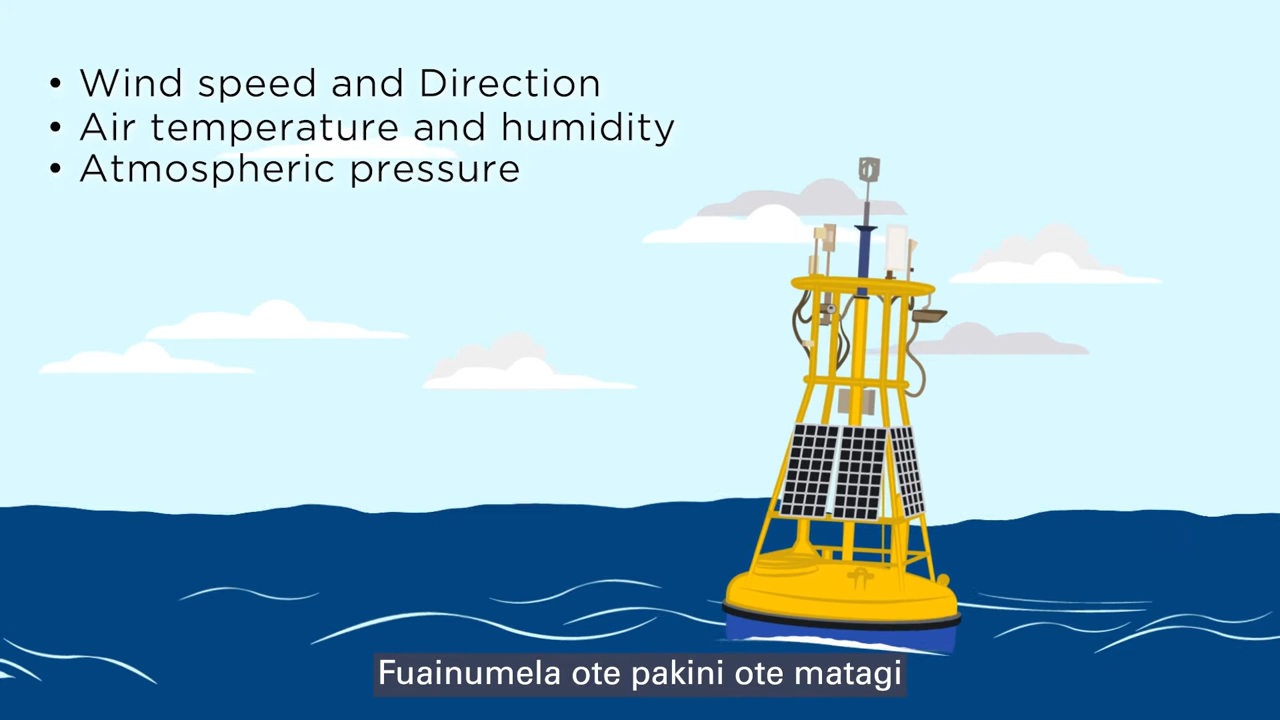 • Wind speed and Direction
• Air temperature and humidity
• Atmospheric pressure
Fuainumela ote pakini ote matagi